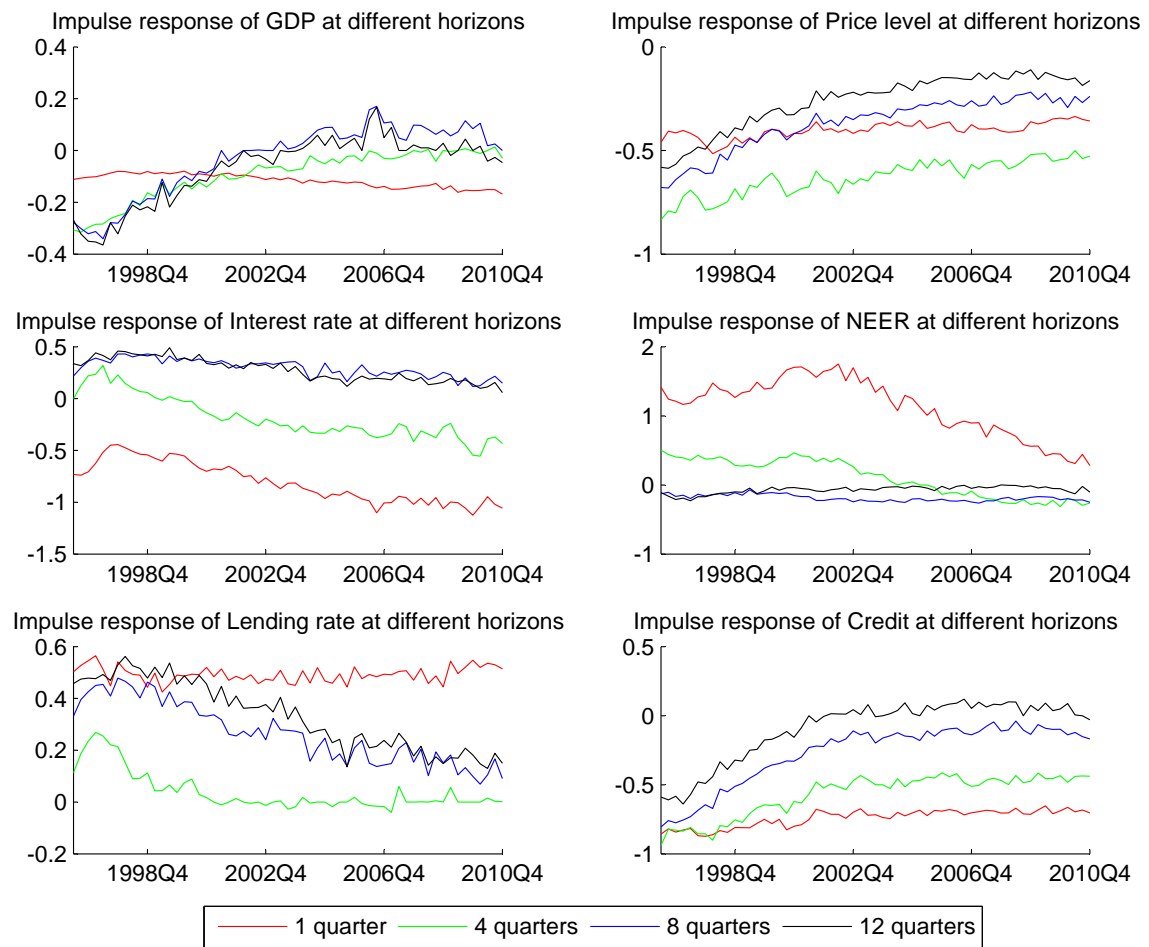 Impulse response of GDP at different horizons
0.4
0.2
0
-0.2
-0.4
1998Q4 2002Q4 2006Q4 2010Q4
Impulse response of Price level at different horizons
0
-0.5
-1
1998Q4 2002Q4 2006Q4 2010Q4
Impulse response of Interest rate at different horizons
0.5
0
-0.5
-1
-1.5
1998Q4 2002Q4 2006Q4 2010Q4
Impulse response of NEER at different horizons
2
1
0
-1
1998Q4 2002Q4 2006Q4 2010Q4
Impulse response of Lending rate at different horizons
0.6
0.4
0.2
0
-0.2
1998Q4 2002Q4 2006Q4 2010Q4
Impulse response of Credit at different horizons
0.5
0
-0.5
-1
1998Q4 2002Q4 2006Q4 2010Q4
1 quarter 4 quarters 8 quarters 12 quarters